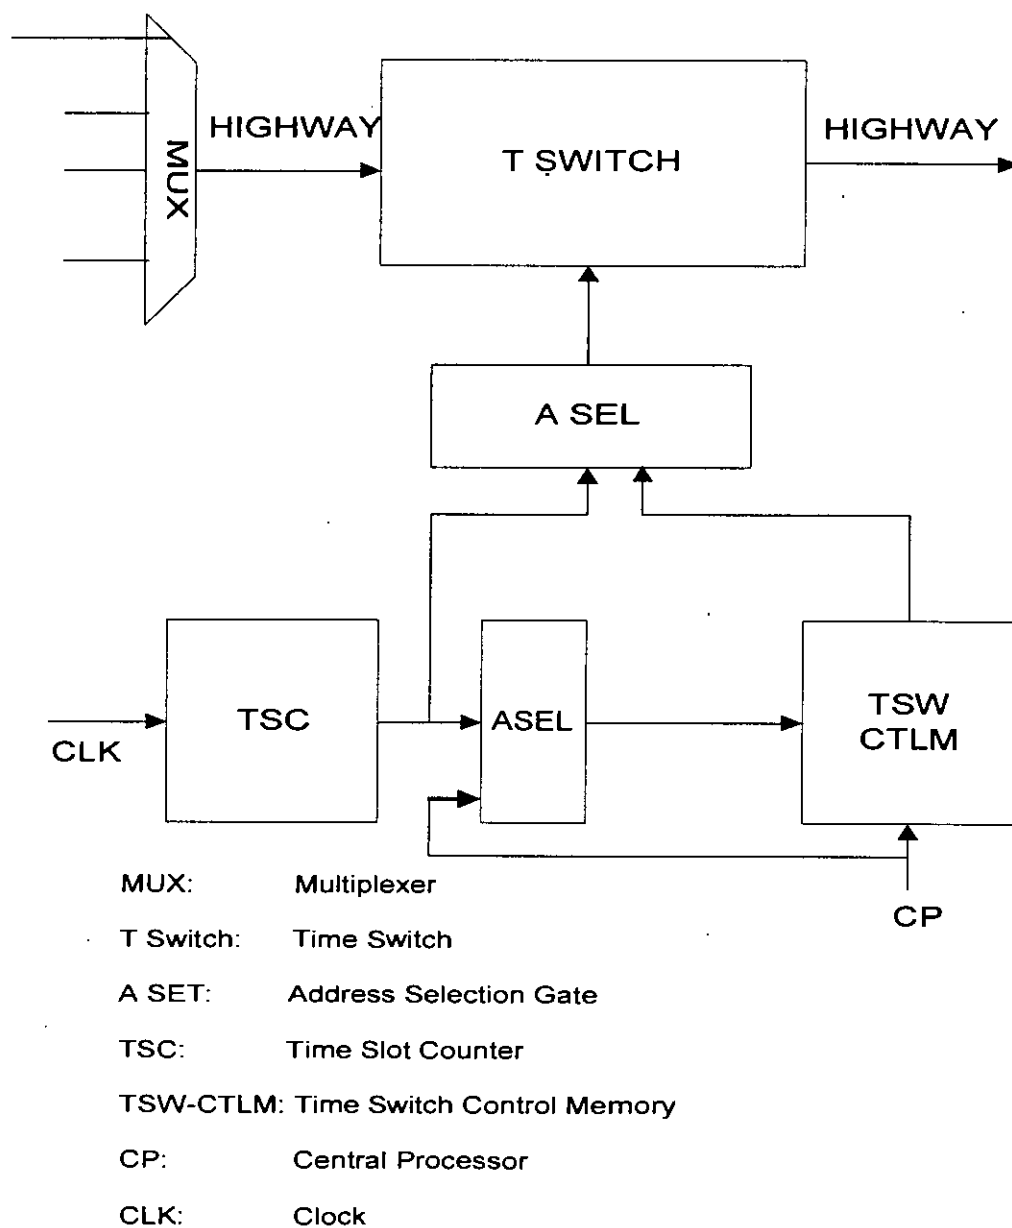 HIGHWAY
HIGHWAY
MUX
T SWITCH
A SEL
TSC
ASEL
TSW
CTLM
CLK
CP
MUX: Multiplexer
T Switch: Time Switch
A SET: Address Selection Gate
TSC: Time Slot Counter
TSW-CTLM: Time Switch Control Memory
CP: Central Processor
CLK: Clock